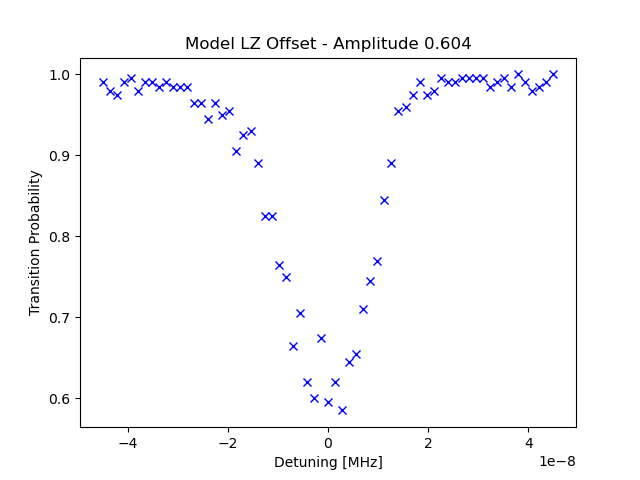 Model LZ Offset - Amplitude 0.604
1.0
0.9
0.8
0.7
0.6
Transition Probability
−4
−2
0
2
4
1e−8
Detuning [MHz]